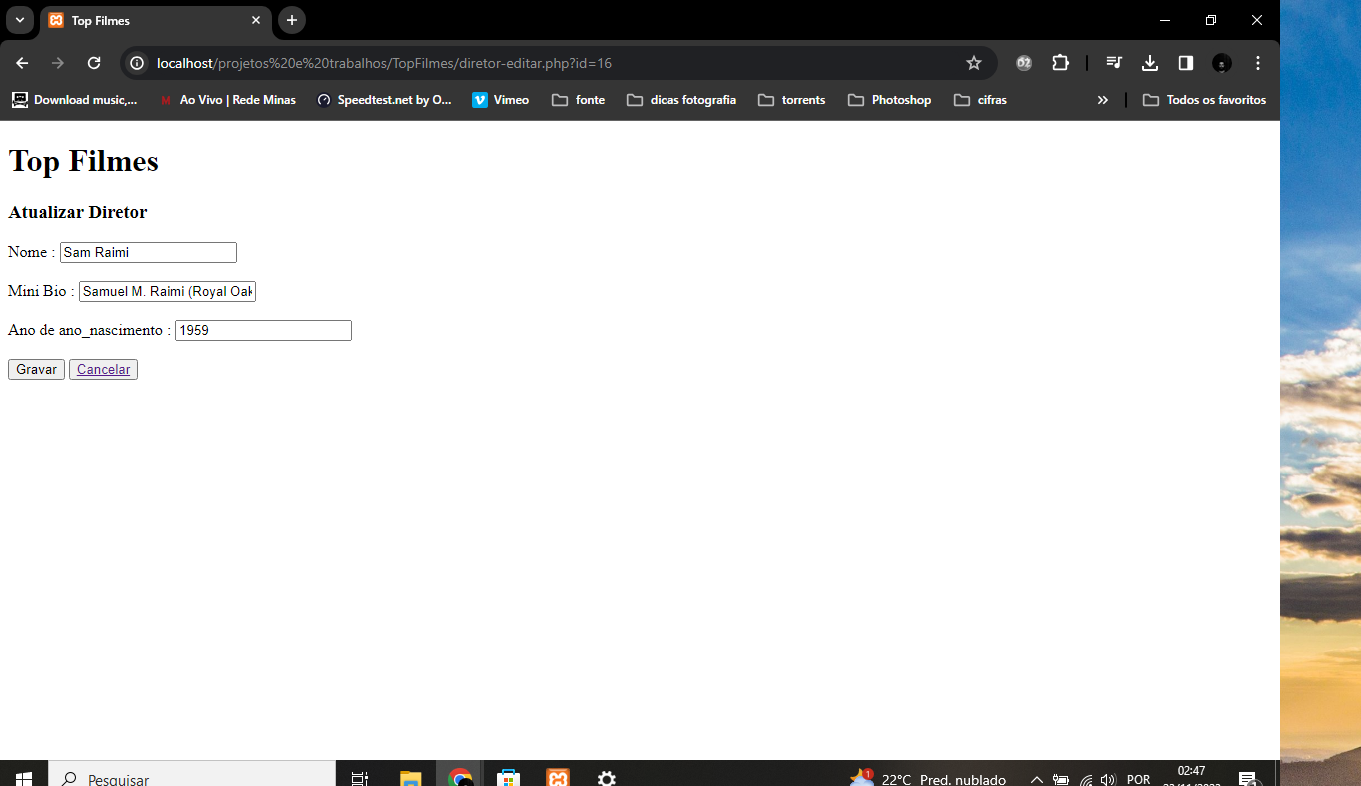 Top Filmes
localhost/projetos%20e%20trabalhos/TopFilmes/diretor-editar.php?id=16
Download music,... Ao Vivo | Rede Minas Speedtest.net by O... Vimeo fonte dicas fotografia torrents Photoshop cifras » Todos os favoritos
Top Filmes
Atualizar Diretor
Nome : Sam Raimi
Mini Bio : Samuel M. Raimi (Royal Oak
Ano de ano_nascimento : 1959
Gravar Cancelar
Pesquisar 1 22°C Pred. nublado POR 02:47